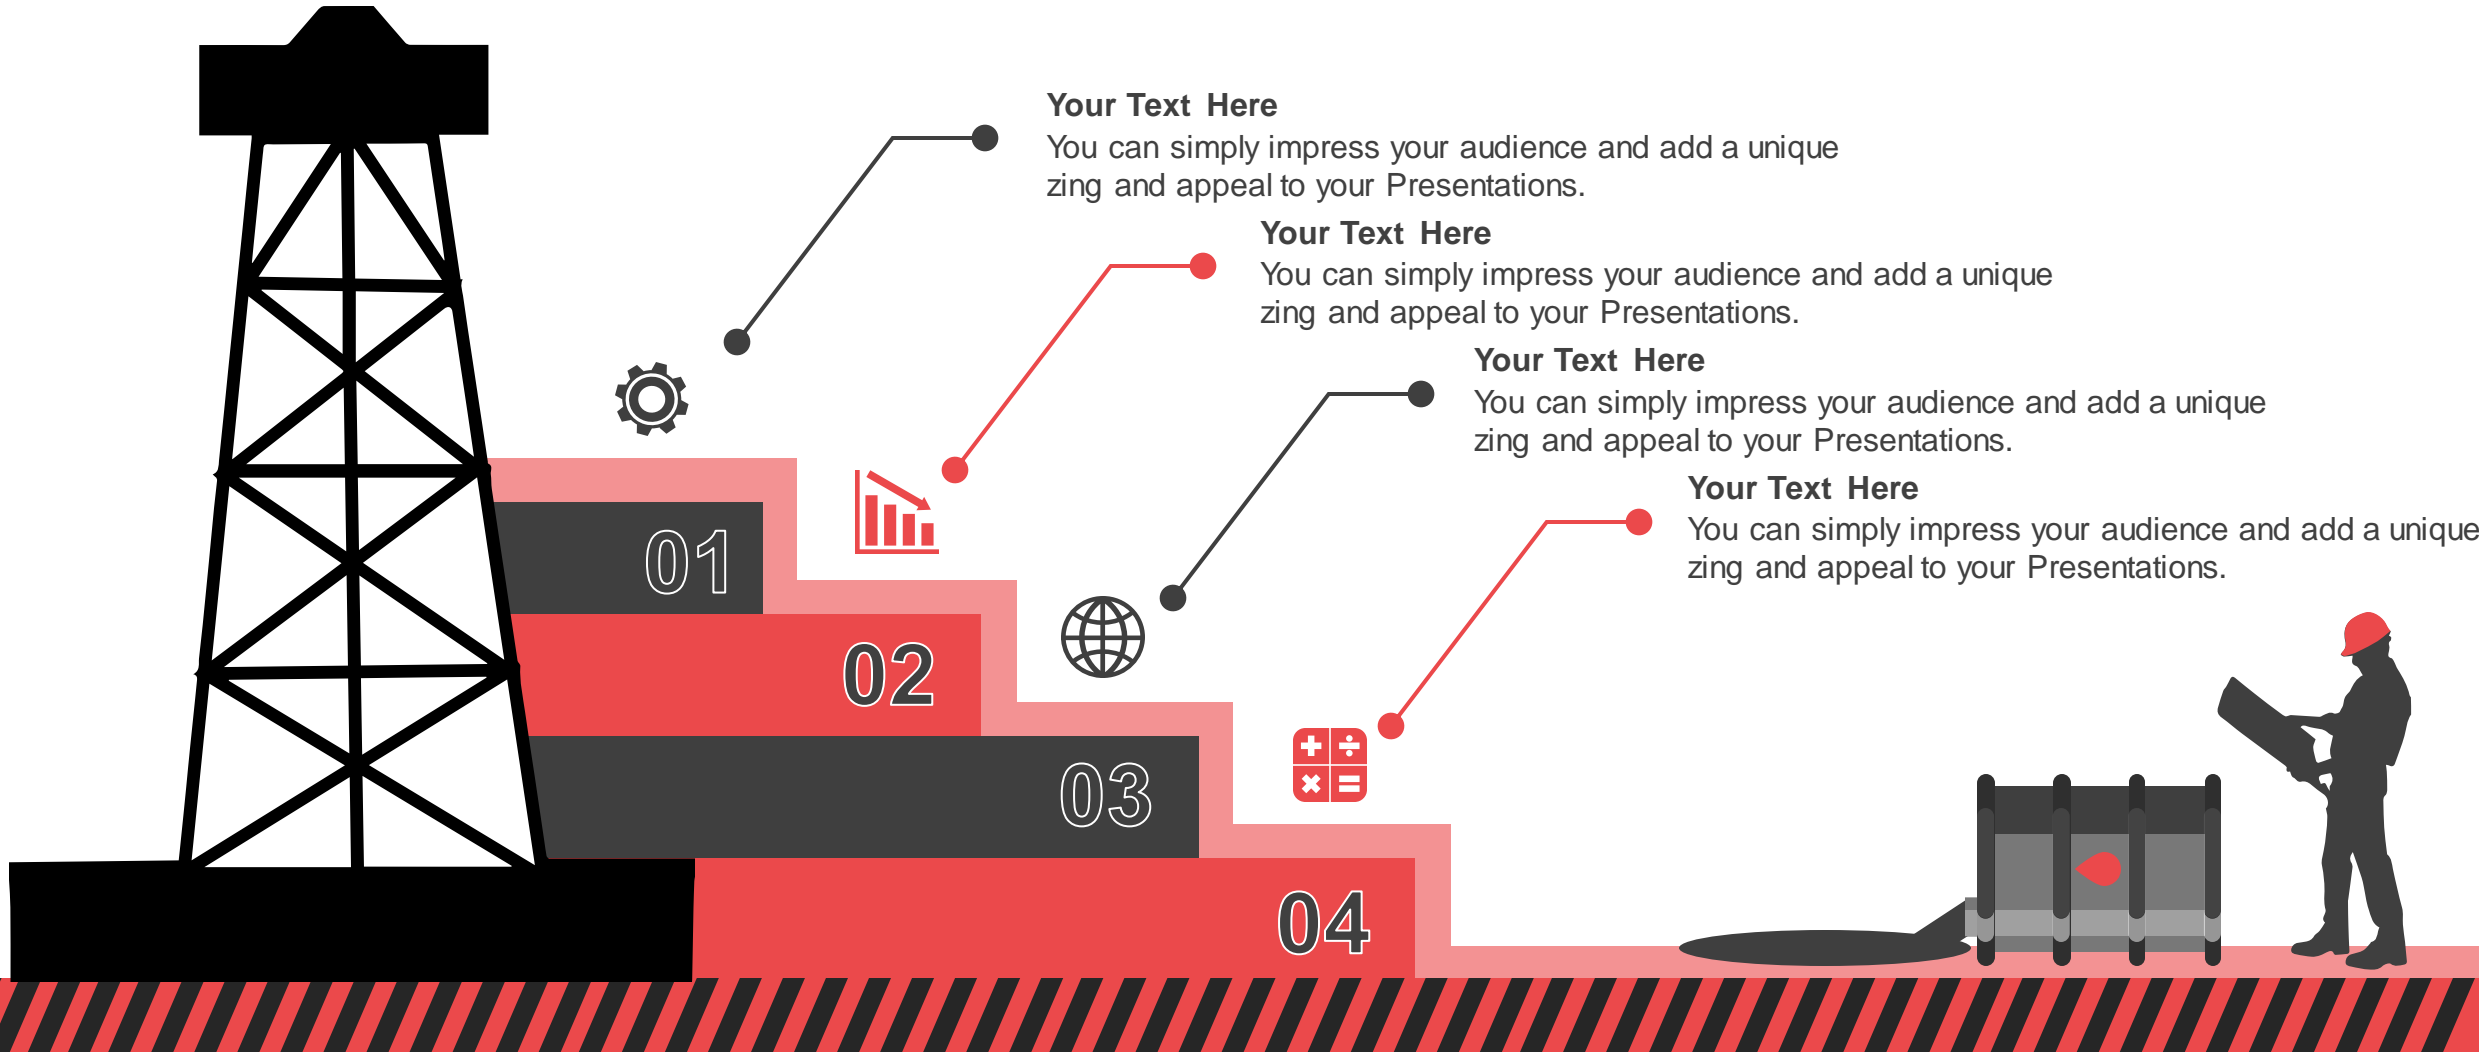 Your Text Here
You can simply impress your audience and add a unique
zing and appeal to your Presentations.
Your Text Here
You can simply impress your audience and add a unique
zing and appeal to your Presentations.
Your Text Here
You can simply impress your audience and add a unique
zing and appeal to your Presentations.
Your Text Here
You can simply impress your audience and add a unique
zing and appeal to your Presentations.
01
02
03
04